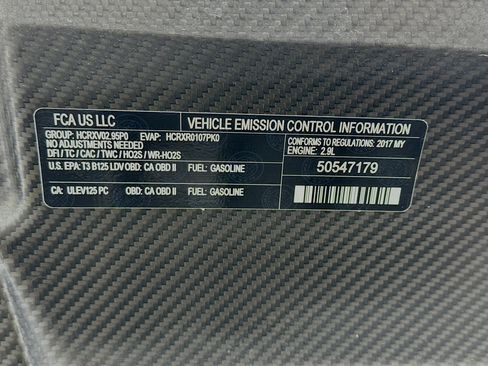 FCA US LLC
VEHICLE EMISSION CONTROL INFORMATION
GROUP: HCRXV02.95P0 EVAP: HCRXR0107PK0
NO ADJUSTMENTS NEEDED
DFI / TC / CAC / TWC / HO2S / WR-HO2S
CONFORMS TO REGULATIONS: 2017 MY
ENGINE: 2.9L
U.S. EPA: T3 B125 LDV OBD: CA OBD II FUEL: GASOLINE
50547179
CA: ULEV125 PC OBD: CA OBD II FUEL: GASOLINE